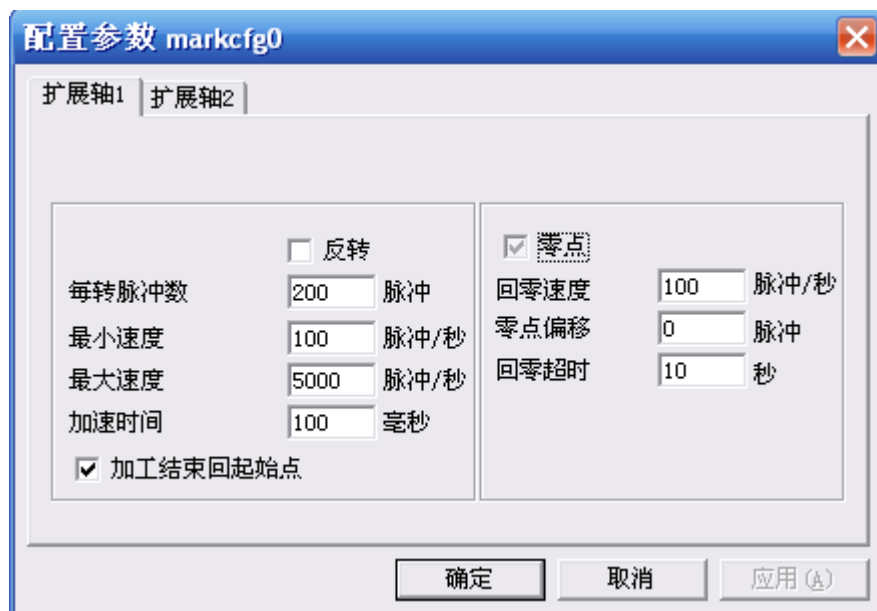 配置参数 markcfg0
扩展轴1 扩展轴2
反转
每转脉冲数 200 脉冲
最小速度 100 脉冲/秒
最大速度 5000 脉冲/秒
加速时间 100 毫秒
加工结束回起始点
零点
回零速度 100 脉冲/秒
零点偏移 0 脉冲
回零超时 10 秒
确定 取消 应用(A)